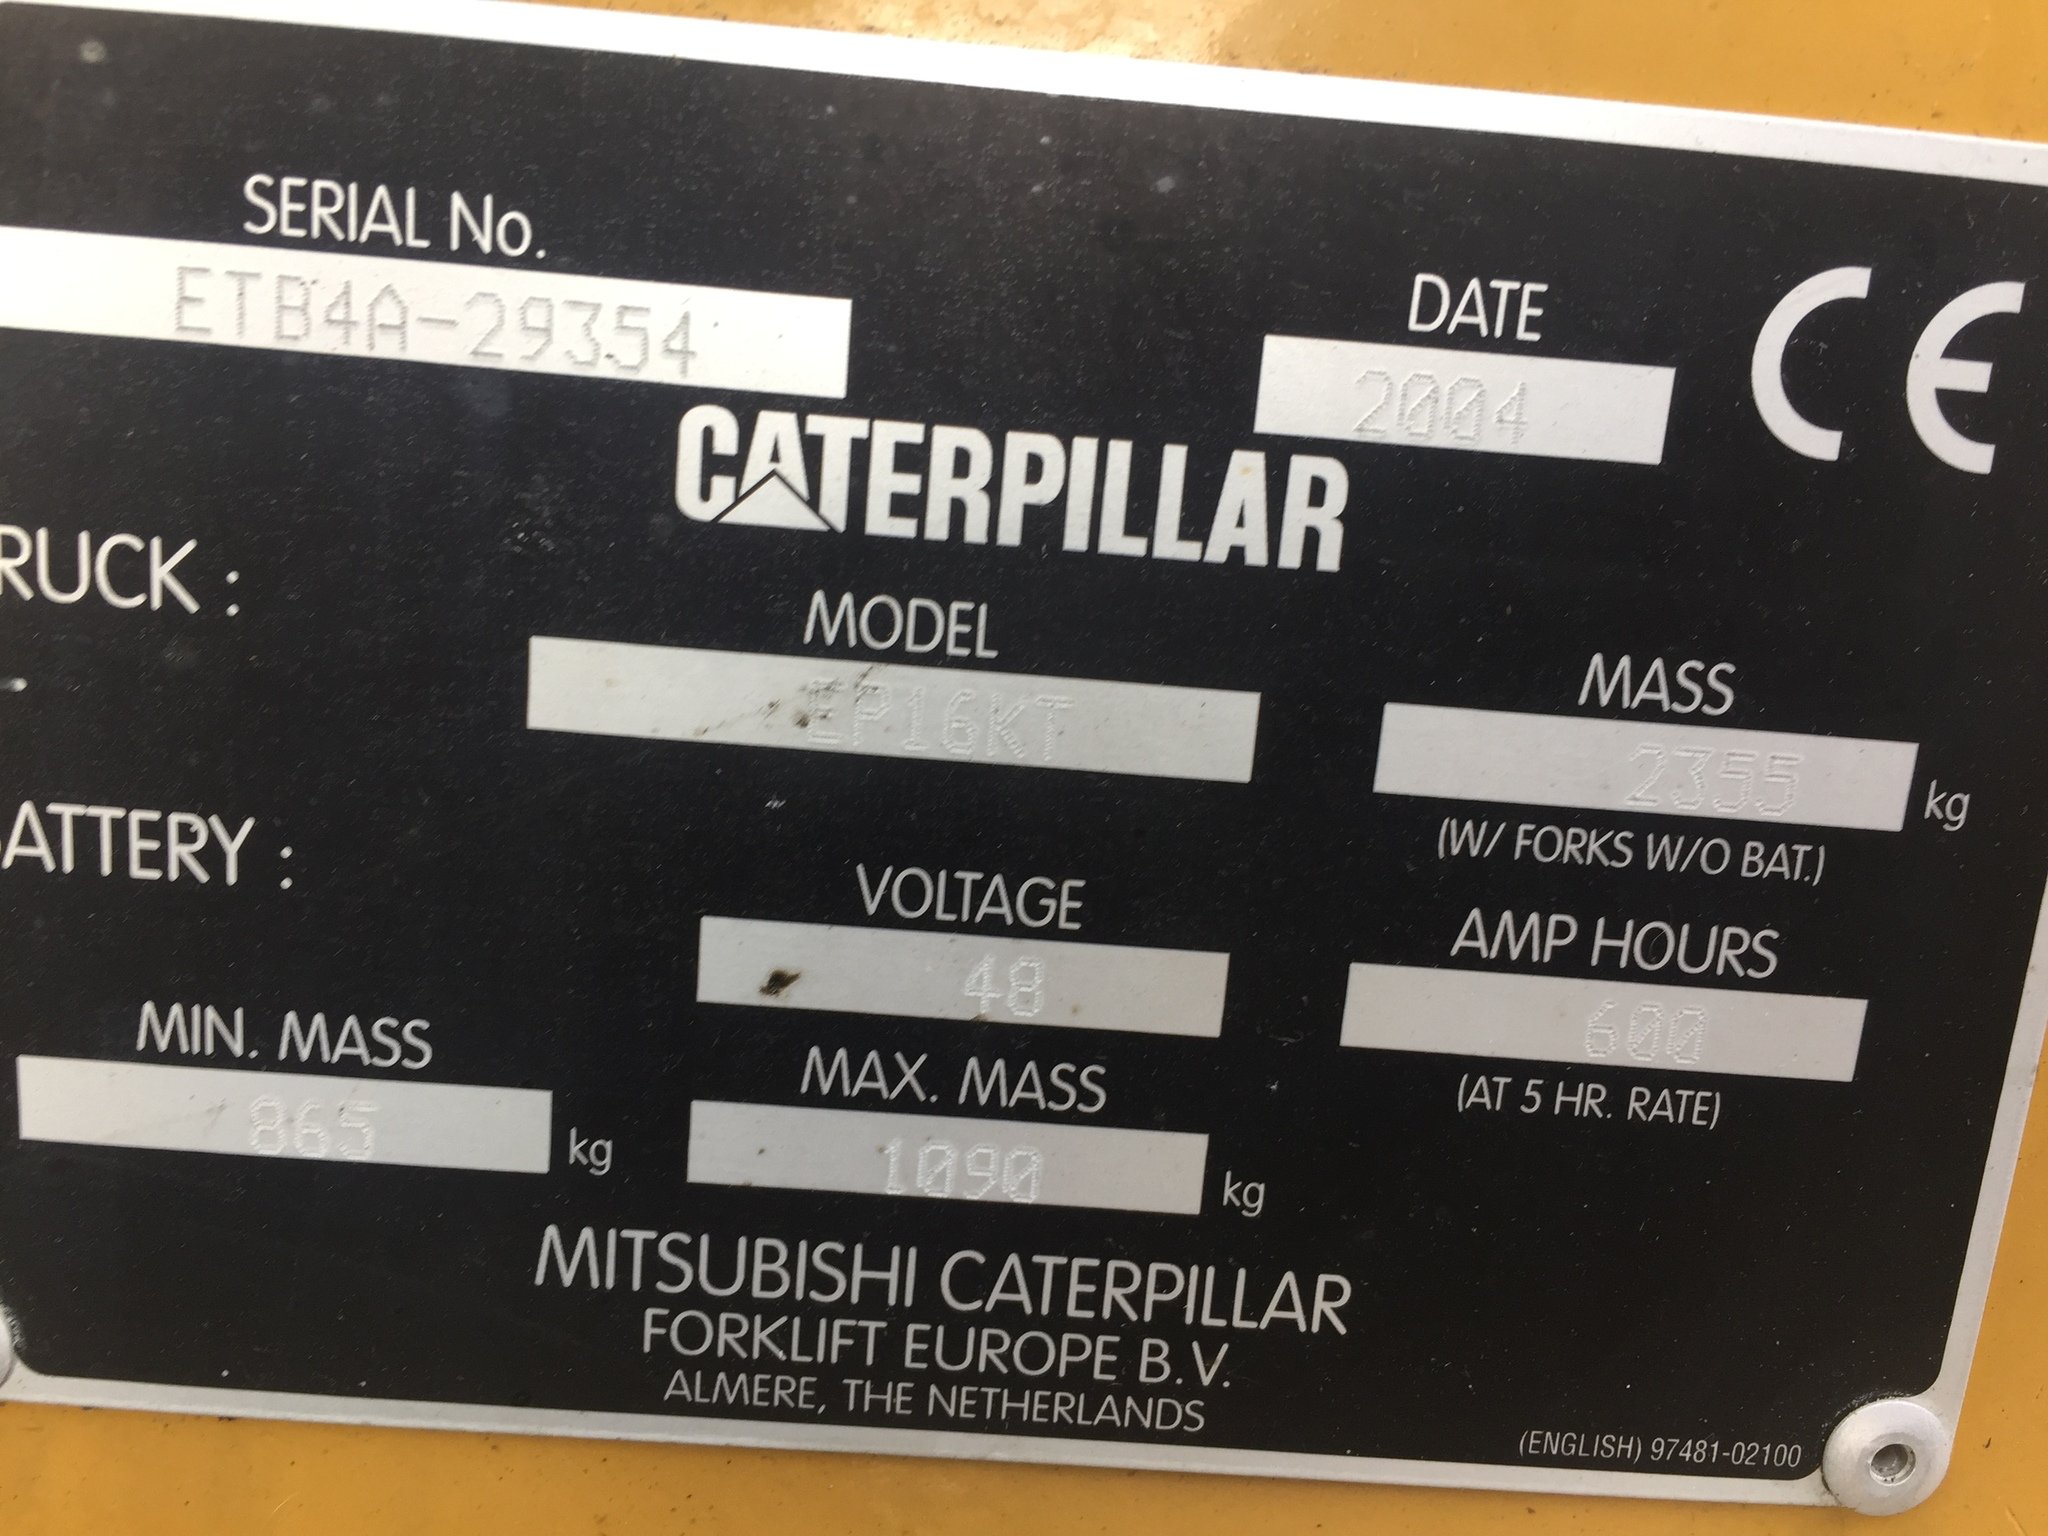 SERIAL No.
ETB4A-29354
DATE
2004
CE
CATERPILLAR
RUCK :
MODEL
EP16KT
MASS
2355 kg
(W/ FORKS W/O BAT.)
ATTERY :
VOLTAGE
48
AMP HOURS
600
(AT 5 HR. RATE)
MIN. MASS
865 kg
MAX. MASS
1090 kg
MITSUBISHI CATERPILLAR
FORKLIFT EUROPE B.V.
ALMERE, THE NETHERLANDS
(ENGLISH) 97481-02100